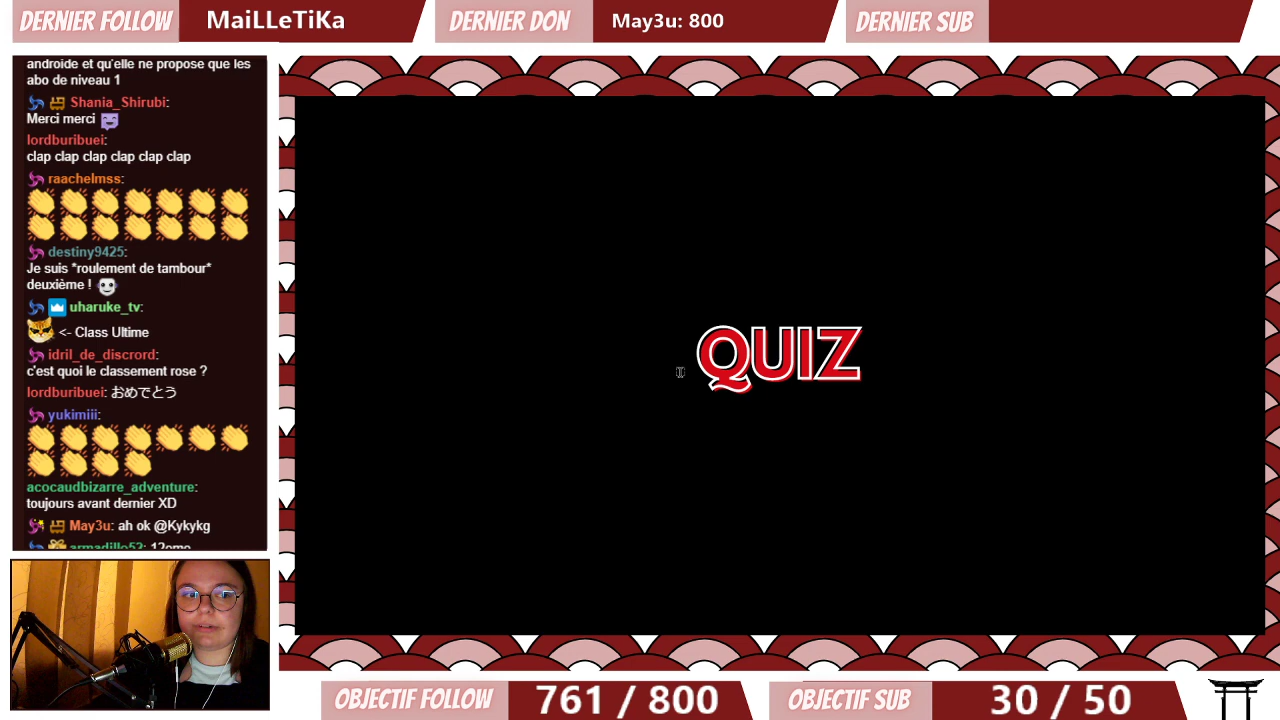 DERNIER FOLLOW
MaiLLeTiKa
DERNIER DON
May3u: 800
DERNIER SUB
androide et qu'elle ne propose que les
abo de niveau 1
Shania_Shirubi:
Merci merci
lordburibuei:
clap clap clap clap clap clap
raachelmss:
destiny9425:
Je suis *roulement de tambour*
deuxième !
uharuke_tv:
<- Class Ultime
idril_de_discrord:
c'est quoi le classement rose ?
lordburibuei: おめでとう
yukimiii:
acocaudbizarre_adventure:
toujours avant dernier XD
May3u: ah ok @Kykykg
armadillo52: 12eme
QUIZ
OBJECTIF FOLLOW
761 / 800
OBJECTIF SUB
30 / 50